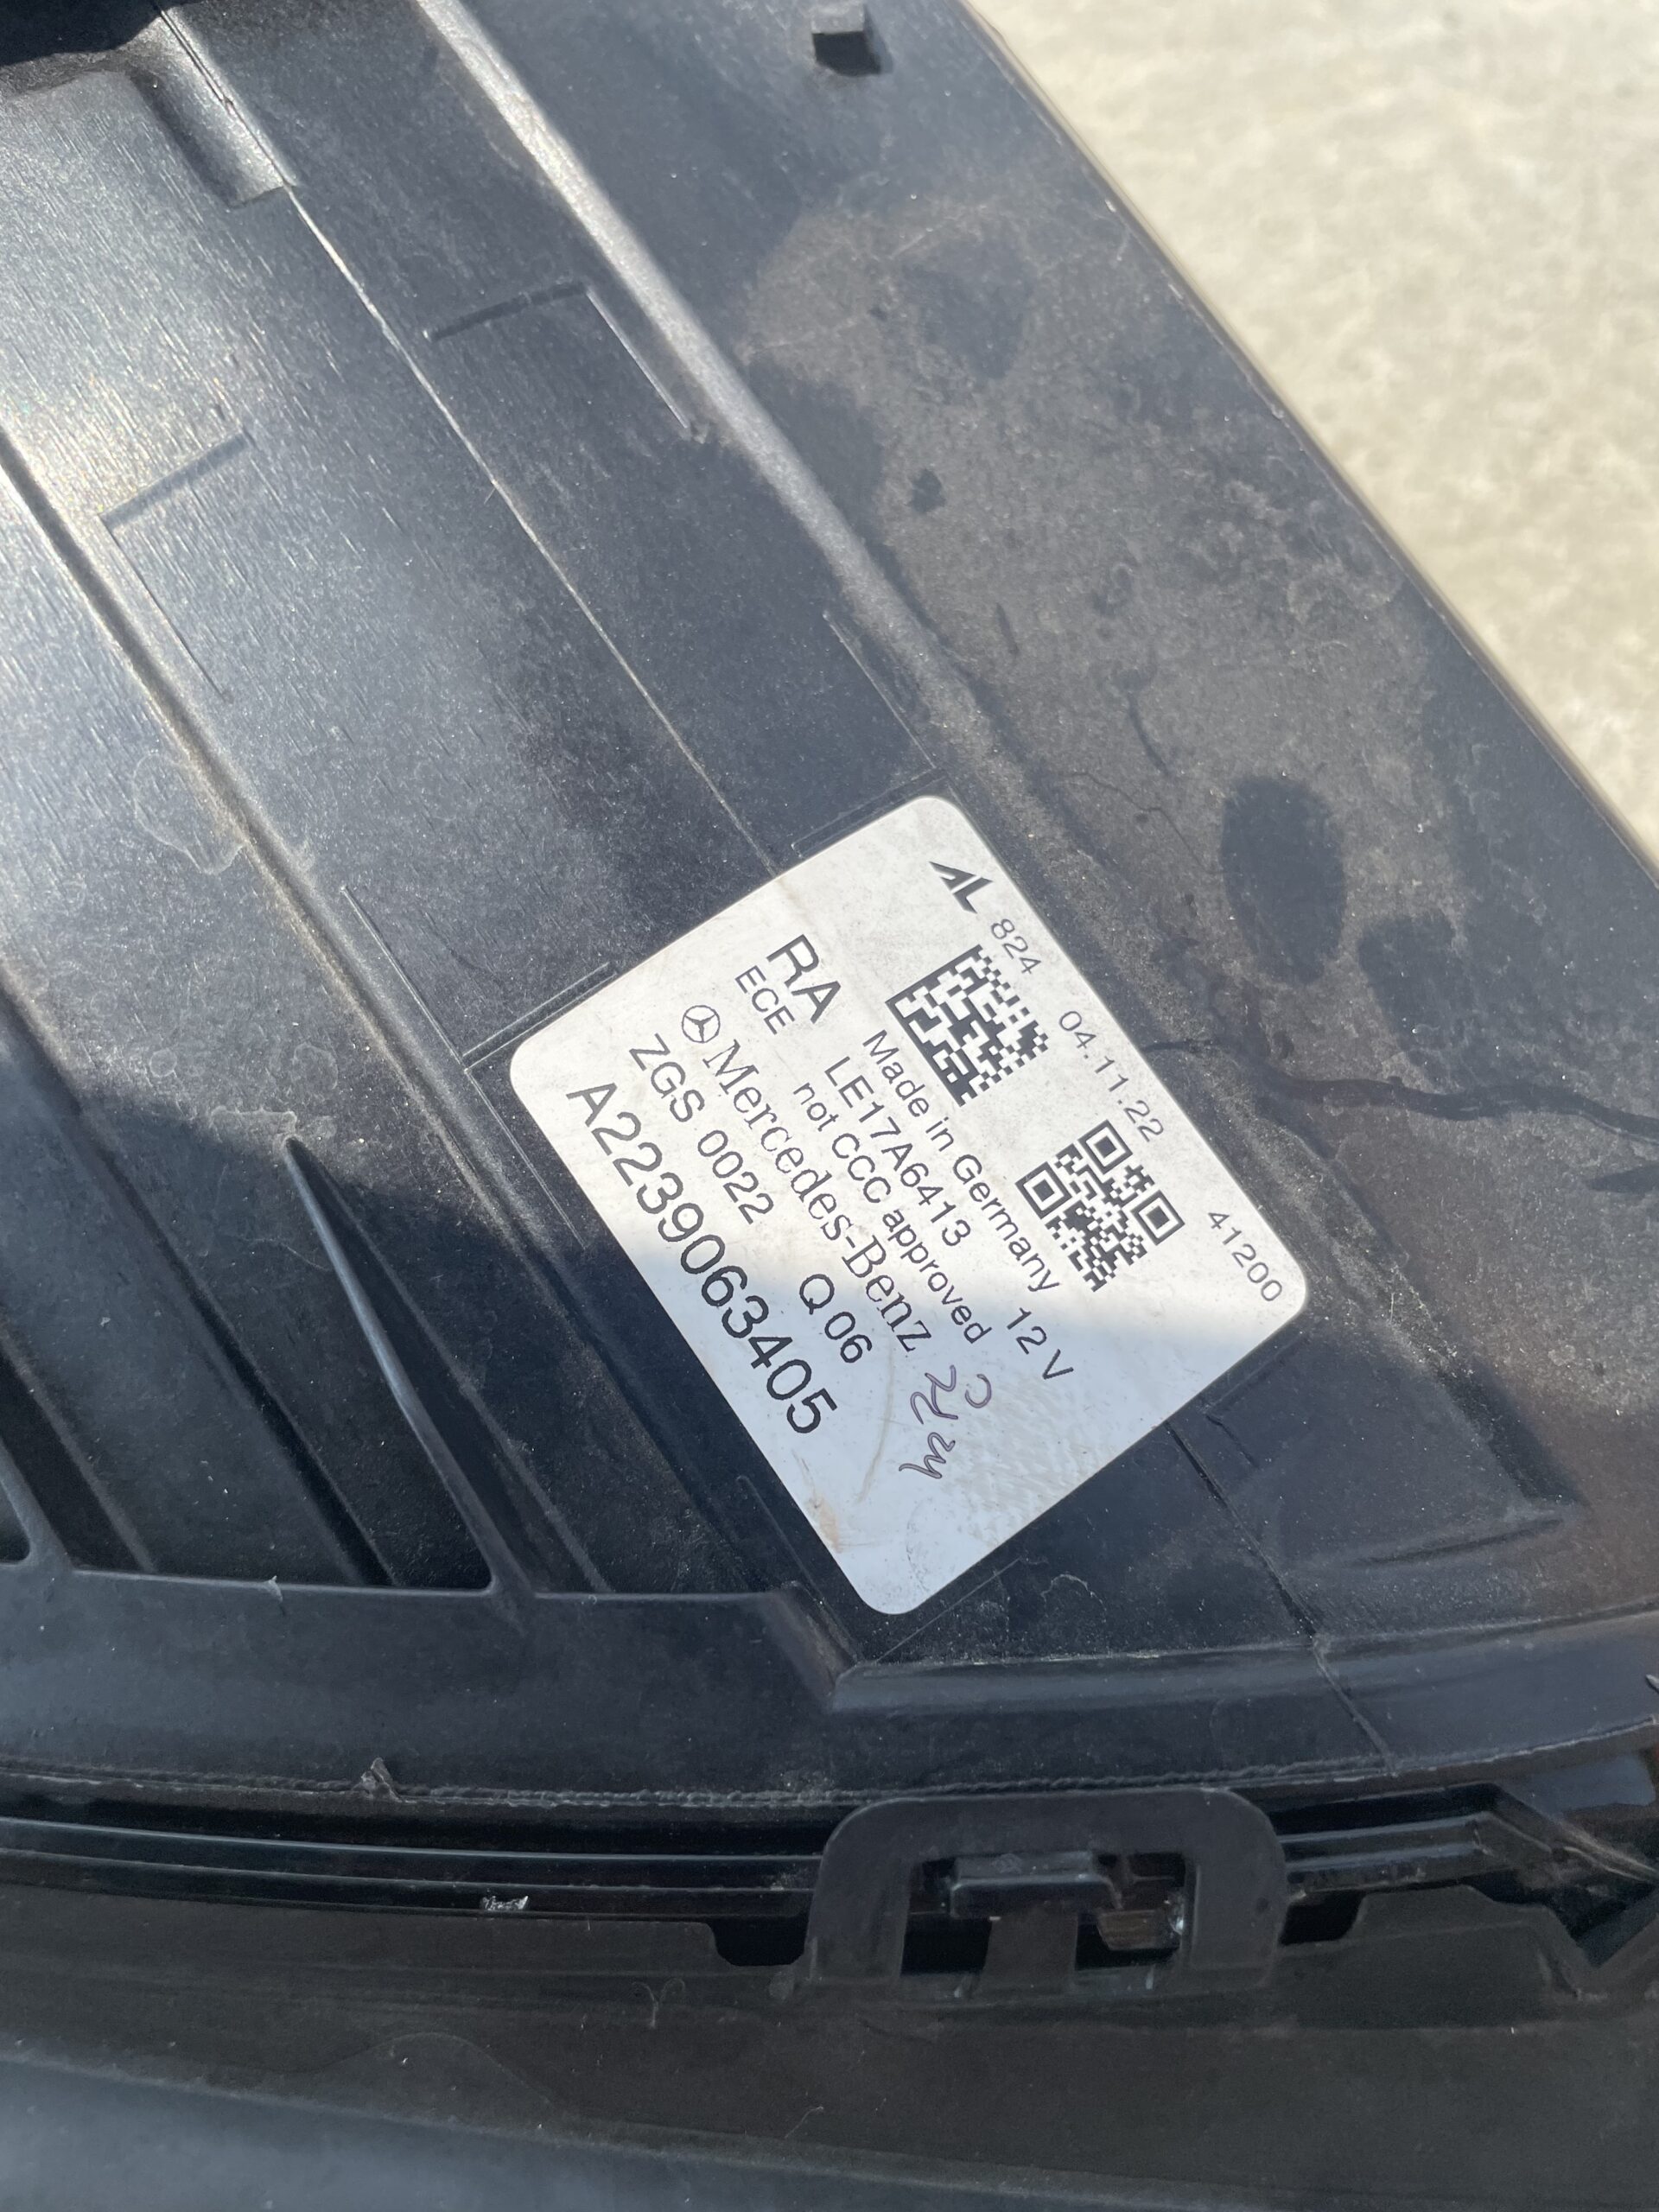 AL 824 04.11.22 41200
Made in Germany 12 V
RA LE17A6413
ECE not CCC approved
Mercedes-Benz
ZGS 0022 Q 06
A2239063405